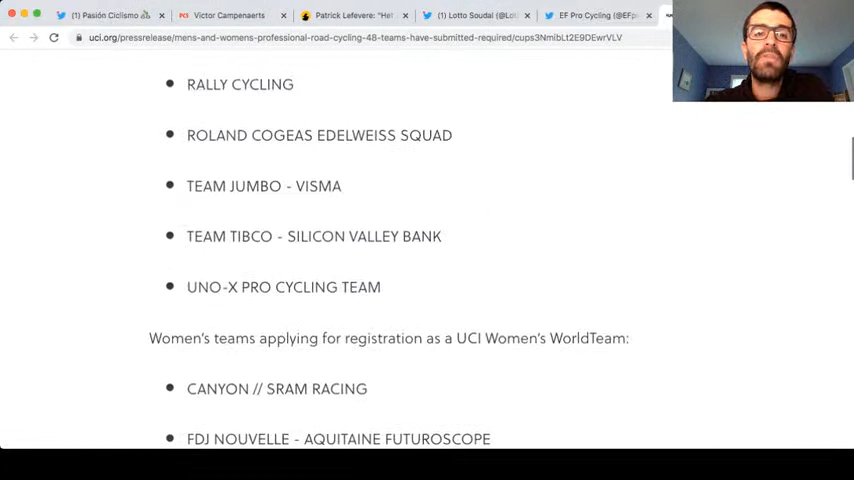 (1) Pasión Ciclismo
Victor Campenaerts
Patrick Lefevere: "Het
(1) Lotto Soudal (@Lot
EF Pro Cycling (@EFp
uci.org/pressrelease/mens-and-womens-professional-road-cycling-48-teams-have-submitted-required/cups3NmibLt2E9DEwrVLV
RALLY CYCLING
ROLAND COGEAS EDELWEISS SQUAD
TEAM JUMBO - VISMA
TEAM TIBCO - SILICON VALLEY BANK
UNO-X PRO CYCLING TEAM
Women's teams applying for registration as a UCI Women's WorldTeam:
CANYON // SRAM RACING
FDJ NOUVELLE - AQUITAINE FUTUROSCOPE